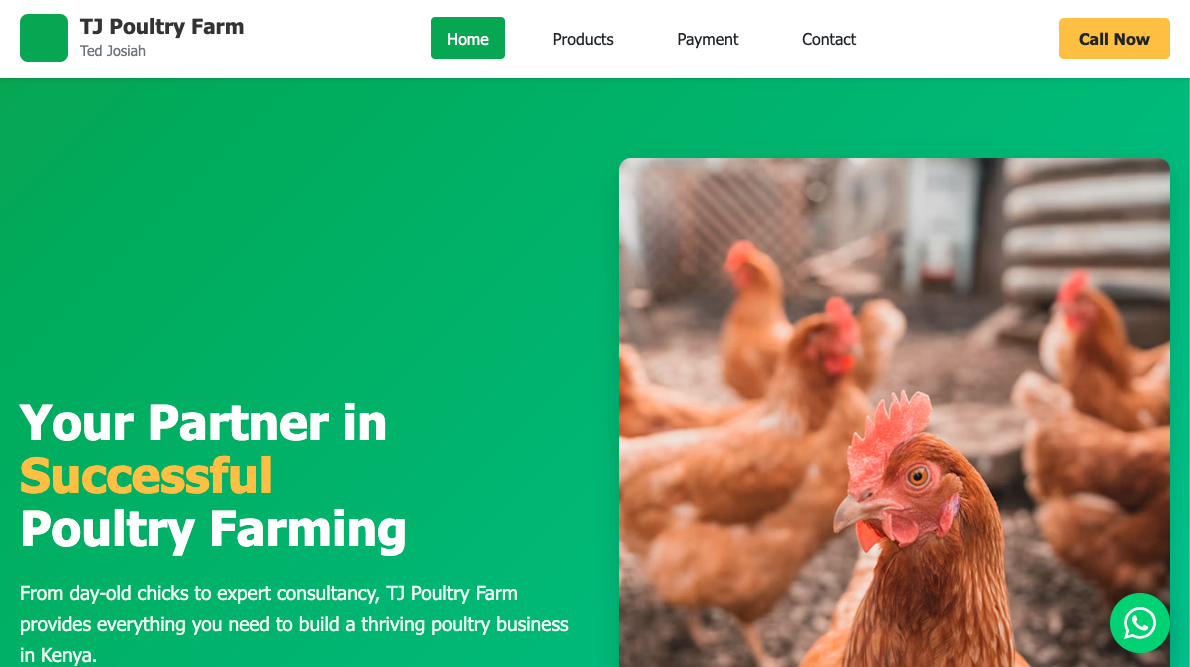 TJ Poultry Farm
Ted Josiah
Home
Products
Payment
Contact
Call Now
Your Partner in
Successful
Poultry Farming
From day-old chicks to expert consultancy, TJ Poultry Farm
provides everything you need to build a thriving poultry business
in Kenya.